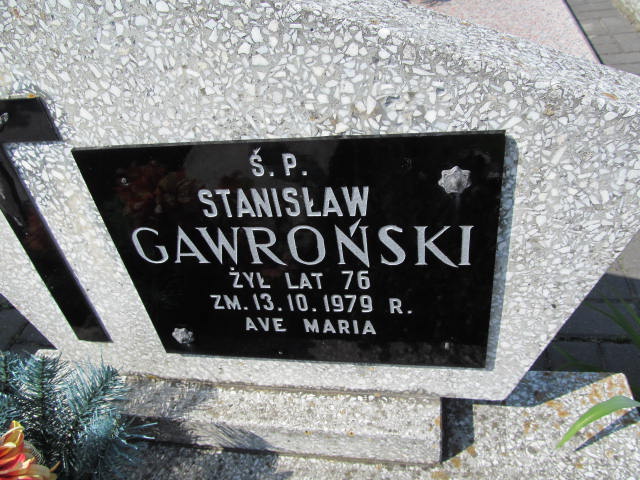 Ś. P.
STANISŁAW
GAWROŃSKI
ŻYŁ LAT 76
ZM. 13. 10. 1979 R.
AVE MARIA